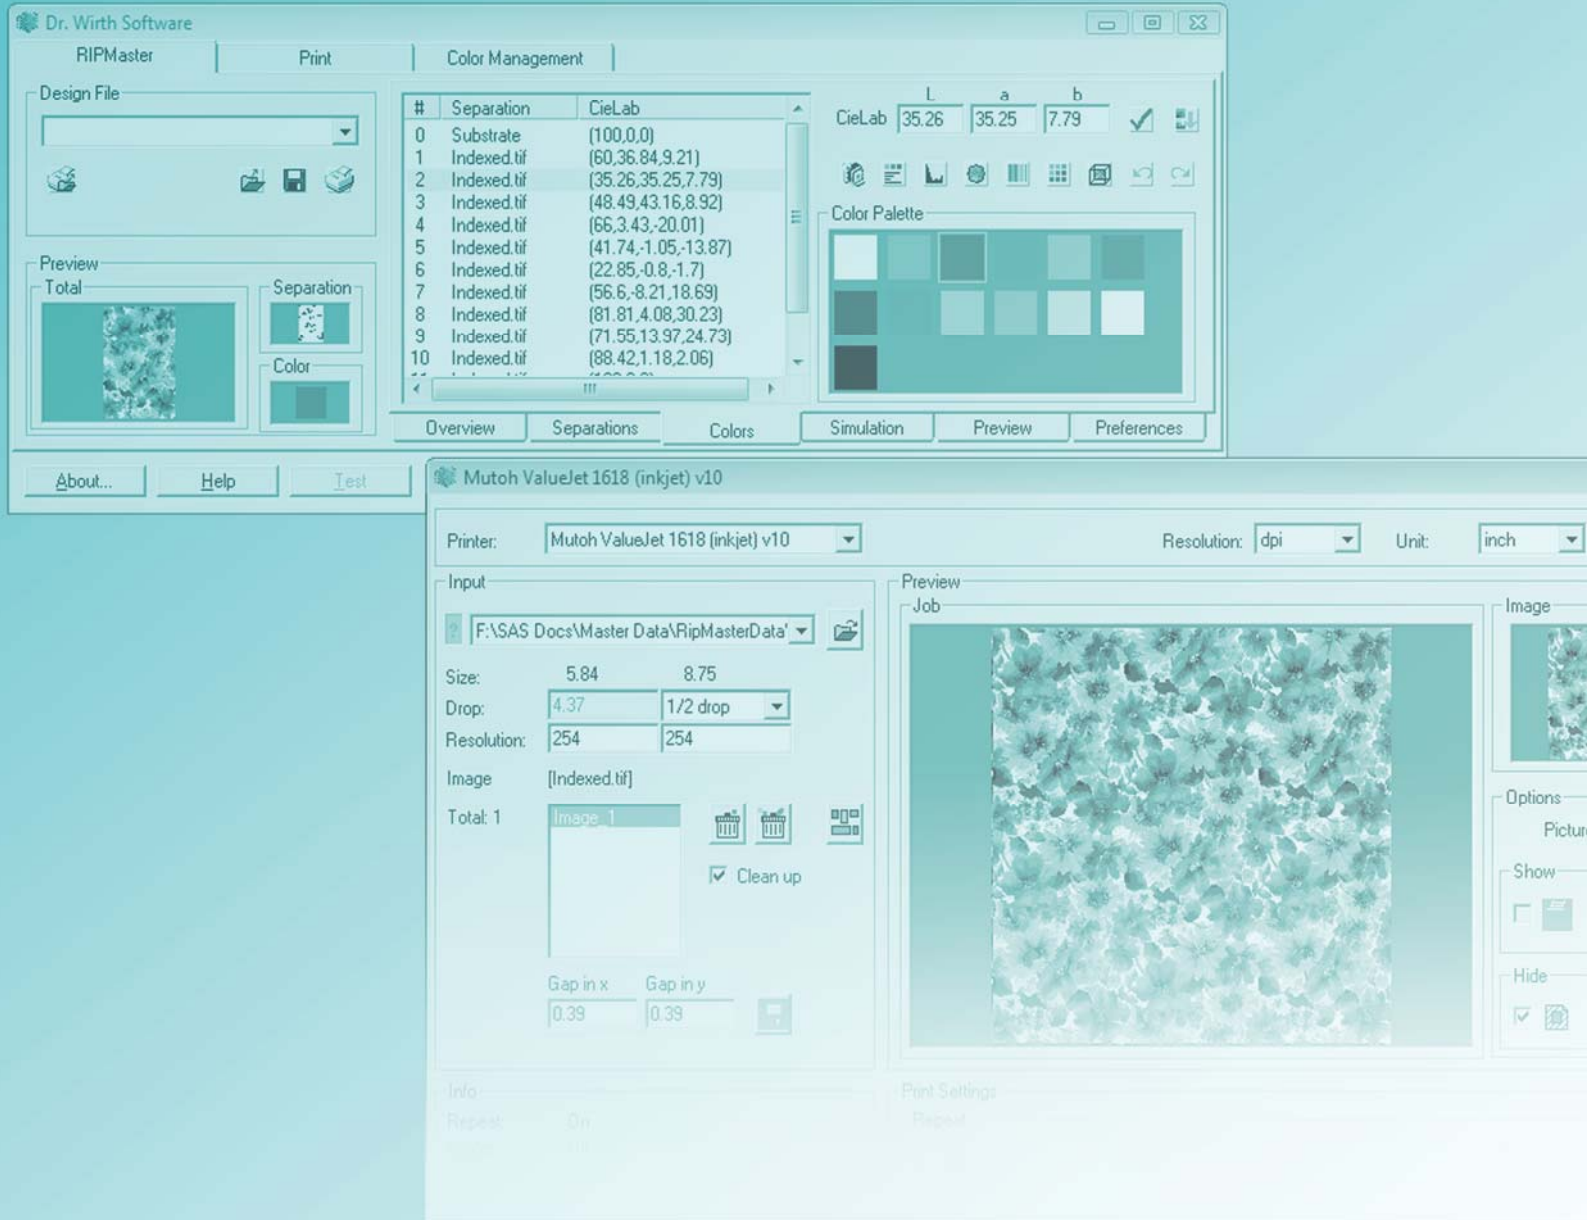 Dr. Wirth Software
RIPMaster Print Color Management
Design File
# Separation CieLab
0 Substrate (100,0,0)
1 Indexed.tif (60,36.84,9.21)
2 Indexed.tif (35.26,35.25,7.79)
3 Indexed.tif (48.49,43.16,8.92)
4 Indexed.tif (66,3.43,-20.01)
5 Indexed.tif (41.74,-1.05,-13.87)
6 Indexed.tif (22.85,-0.8,-1.7)
7 Indexed.tif (56.6,-8.21,18.69)
8 Indexed.tif (81.81,4.08,30.23)
9 Indexed.tif (71.55,13.97,24.73)
10 Indexed.tif (88.42,1.18,2.06)
L a b
CieLab 35.26 35.25 7.79
Color Palette
Preview
Total
Separation
Color
Overview Separations Colors Simulation Preview Preferences
About... Help Test
Mutoh ValueJet 1618 (inkjet) v10
Printer: Mutoh ValueJet 1618 (inkjet) v10 Resolution: dpi Unit: inch
Input
? F:\SAS Docs\Master Data\RipMasterData'
Size: 5.84 8.75
Drop: 4.37 1/2 drop
Resolution: 254 254
Image [Indexed.tif]
Total: 1 Image_1
Clean up
Gap in x Gap in y
0.39 0.39
Preview
Job
Image
Options
Picture
Show
Hide
Info
Repeat: On
Print Settings
Repeat